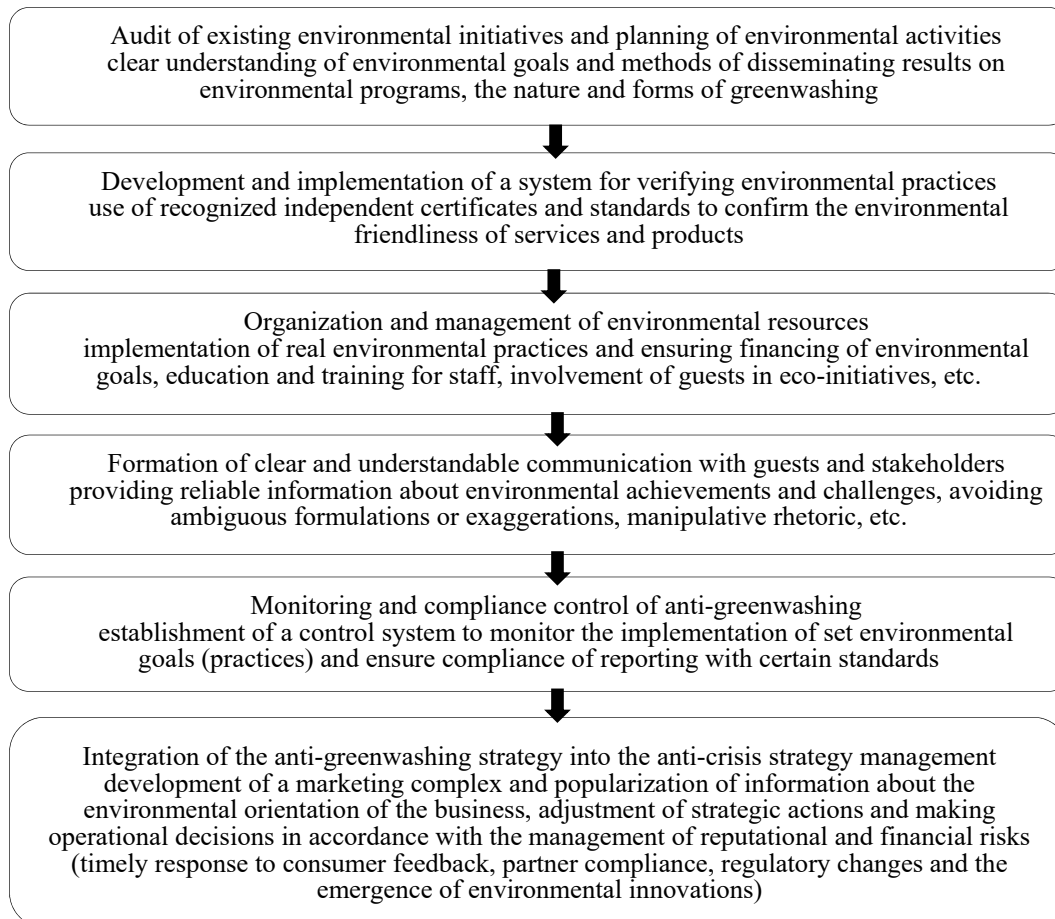 Audit of existing environmental initiatives and planning of environmental activities
clear understanding of environmental goals and methods of disseminating results on
environmental programs, the nature and forms of greenwashing
Development and implementation of a system for verifying environmental practices
use of recognized independent certificates and standards to confirm the environmental
friendliness of services and products
Organization and management of environmental resources
implementation of real environmental practices and ensuring financing of environmental
goals, education and training for staff, involvement of guests in eco-initiatives, etc.
Formation of clear and understandable communication with guests and stakeholders
providing reliable information about environmental achievements and challenges, avoiding
ambiguous formulations or exaggerations, manipulative rhetoric, etc.
Monitoring and compliance control of anti-greenwashing
establishment of a control system to monitor the implementation of set environmental
goals (practices) and ensure compliance of reporting with certain standards
Integration of the anti-greenwashing strategy into the anti-crisis strategy management
development of a marketing complex and popularization of information about the
environmental orientation of the business, adjustment of strategic actions and making
operational decisions in accordance with the management of reputational and financial risks
(timely response to consumer feedback, partner compliance, regulatory changes and the
emergence of environmental innovations)